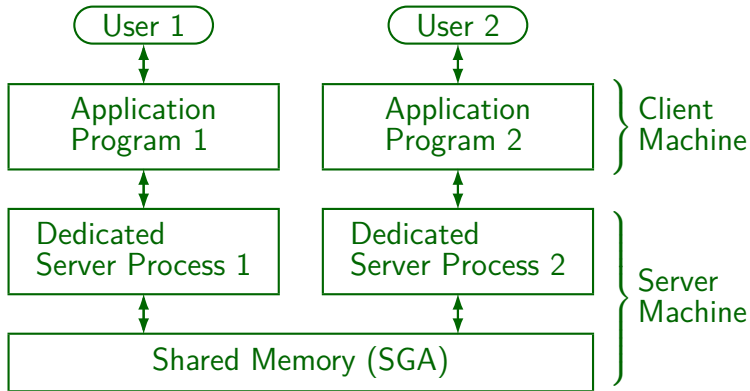 User 1
User 2
Application
Program 1
Application
Program 2
Client
Machine
Dedicated
Server Process 1
Dedicated
Server Process 2
Server
Machine
Shared Memory (SGA)